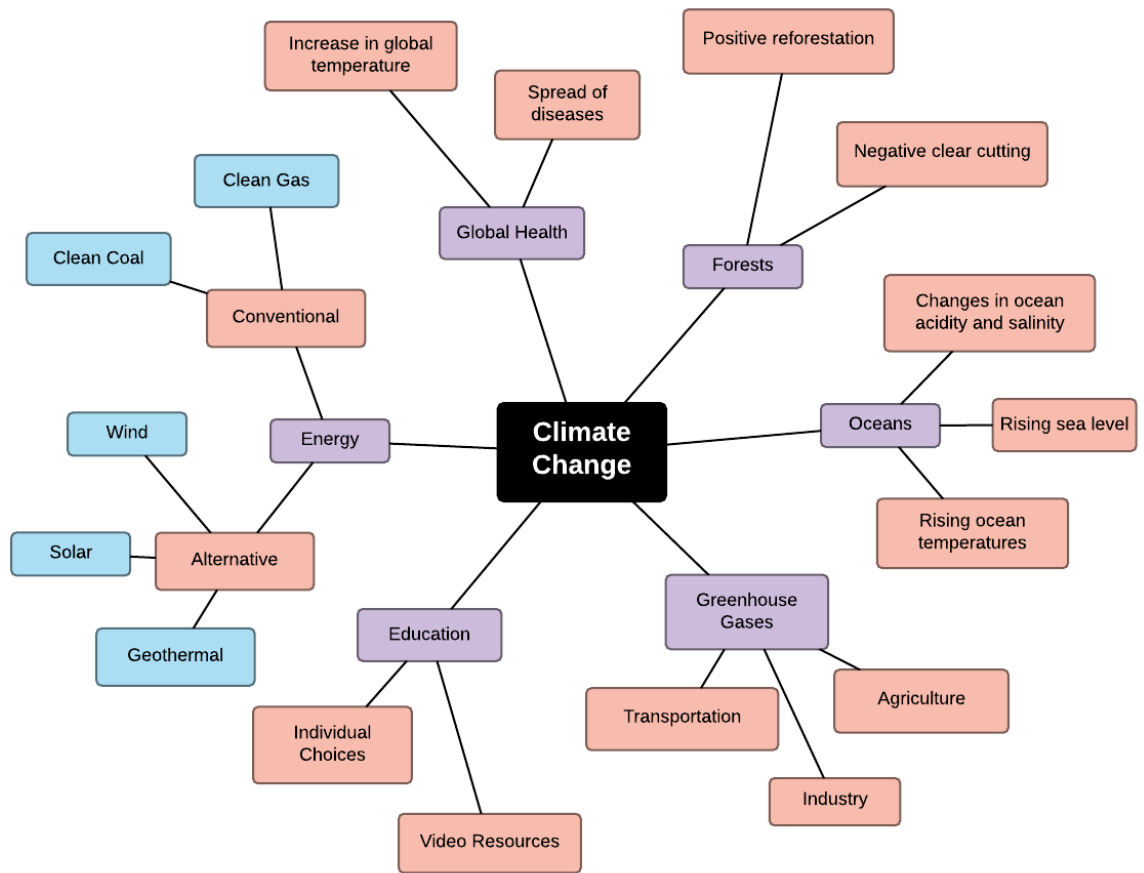 Increase in global
temperature
Spread of
diseases
Positive reforestation
Negative clear cutting
Clean Gas
Clean Coal
Conventional
Global Health
Forests
Changes in ocean
acidity and salinity
Oceans
Rising sea level
Rising ocean
temperatures
Climate
Change
Energy
Wind
Solar
Alternative
Geothermal
Education
Individual
Choices
Video Resources
Greenhouse
Gases
Transportation
Agriculture
Industry